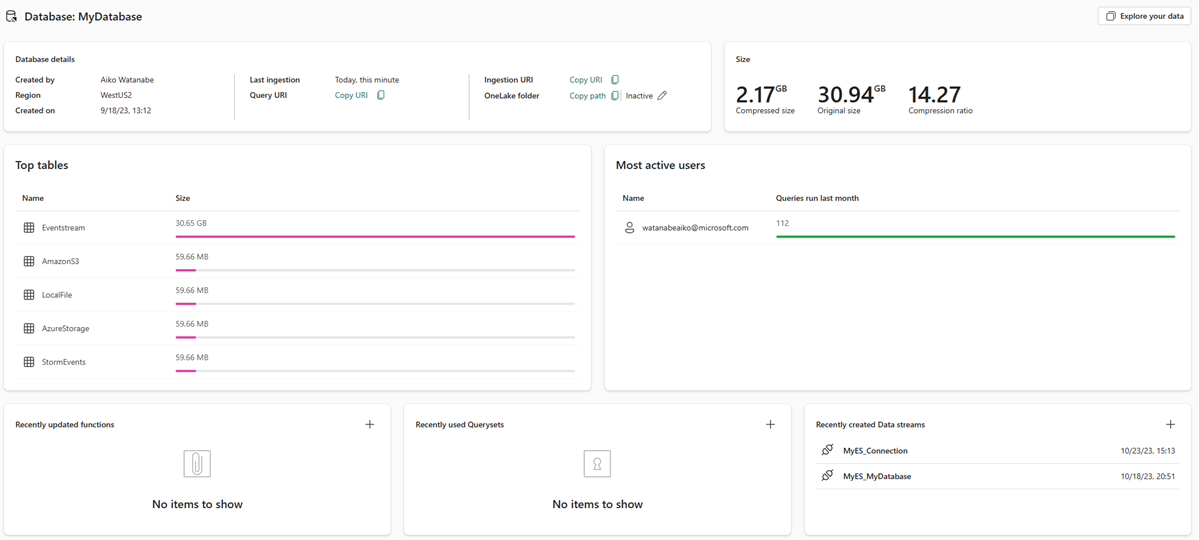 Database: MyDatabase
Explore your data
Database details
Created by Aiko Watanabe
Region WestUS2
Created on 9/18/23, 13:12
Last ingestion Today, this minute
Query URI Copy URI
Ingestion URI Copy URI
OneLake folder Copy path Inactive
Size
2.17 GB 30.94 GB 14.27
Compressed size Original size Compression ratio
Top tables
Name Size
Eventstream 30.65 GB
AmazonS3 59.66 MB
LocalFile 59.66 MB
AzureStorage 59.66 MB
StormEvents 59.66 MB
Most active users
Name Queries run last month
watanabeaiko@microsoft.com 112
Recently updated functions
No items to show
Recently used Querysets
No items to show
Recently created Data streams
MyES_Connection 10/23/23, 15:13
MyES_MyDatabase 10/18/23, 20:51